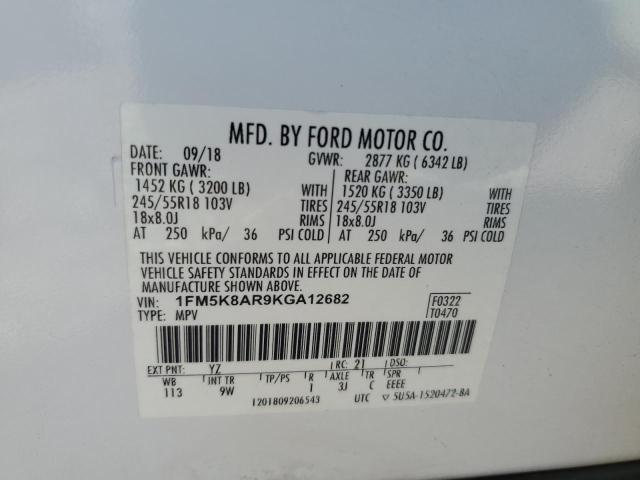 MFD. BY FORD MOTOR CO.
DATE: 09/18 GVWR: 2877 KG ( 6342 LB)
FRONT GAWR: REAR GAWR:
1452 KG ( 3200 LB) WITH 1520 KG ( 3350 LB) WITH
245/55R18 103V TIRES 245/55R18 103V TIRES
18x8.0J RIMS 18x8.0J RIMS
AT 250 kPa/ 36 PSI COLD AT 250 kPa/ 36 PSI COLD
THIS VEHICLE CONFORMS TO ALL APPLICABLE FEDERAL MOTOR
VEHICLE SAFETY STANDARDS IN EFFECT ON THE DATE OF
MANUFACTURE SHOWN ABOVE.
VIN: 1FM5K8AR9KGA12682 F0322
TYPE: MPV T0470
EXT PNT: YZ RC: 21 DSO:
WB INT TR TP/PS R AXLE TR SPR
113 9W I 3J C EEEE
1201809206543 UTC ▽ 5U5A-1520472-BA